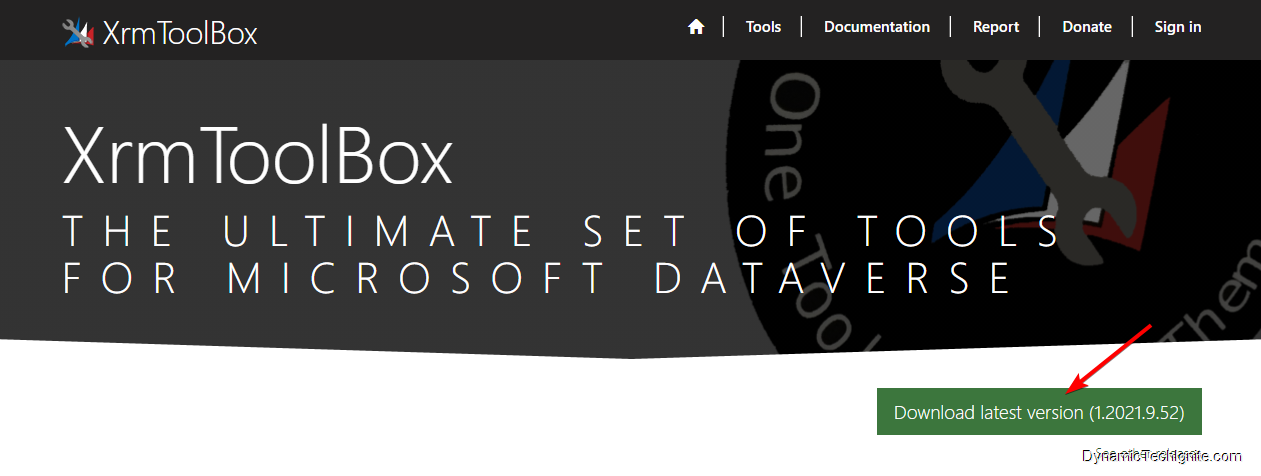 XrmToolBox
Tools
Documentation
Report
Donate
Sign in
XrmToolBox
THE ULTIMATE SET OF TOOLS
FOR MICROSOFT DATAVERSE
One
Tool
Them
Download latest version (1.2021.9.52)
DynamicTechIgnite.com